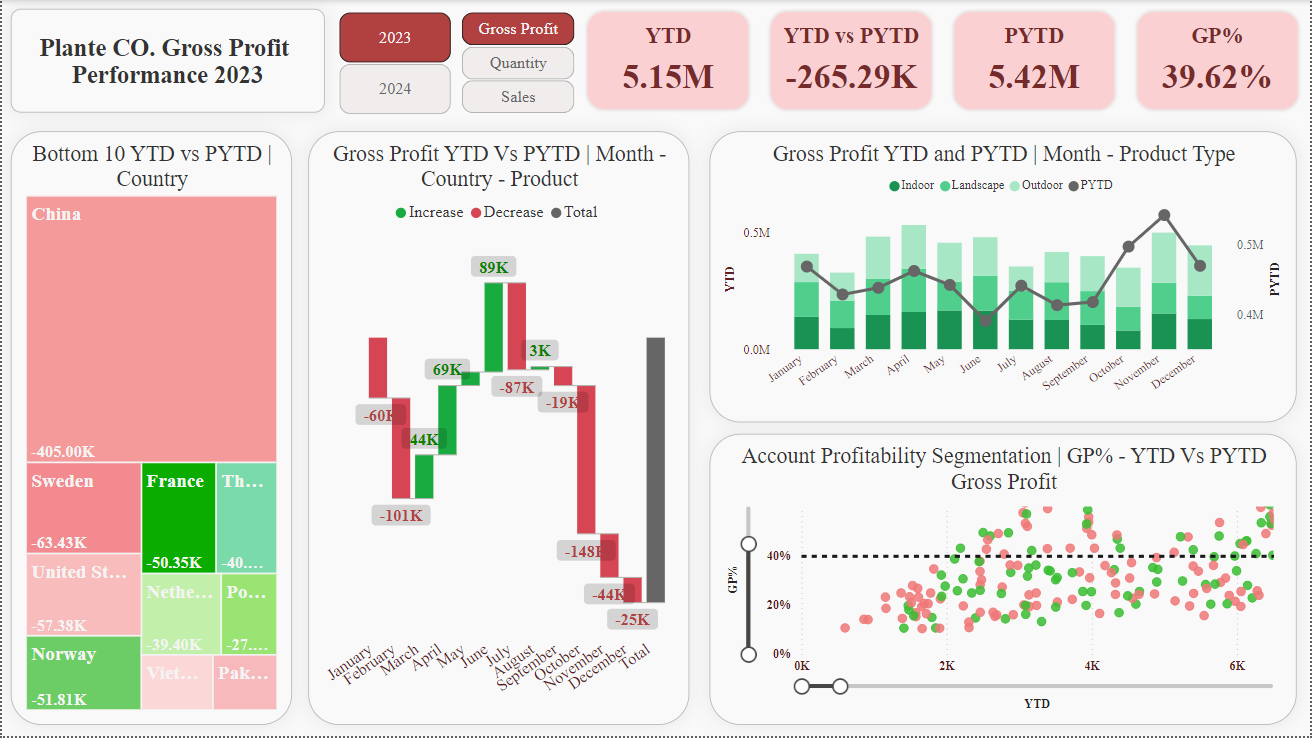 Plante CO. Gross Profit
Performance 2023
2023
2024
Gross Profit
Quantity
Sales
YTD
5.15M
YTD vs PYTD
-265.29K
PYTD
5.42M
GP%
39.62%
Bottom 10 YTD vs PYTD |
Country
China
-405.00K
Sweden
-63.43K
United St...
-57.38K
Norway
-51.81K
France
-50.35K
Th...
-40....
Nethe...
-39.40K
Po...
-27....
Viet...
Pak...
Gross Profit YTD Vs PYTD | Month -
Country - Product
Increase Decrease Total
89K
3K
69K
-87K
-19K
-60K
44K
-101K
-148K
-44K
-25K
January
February
March
April
May
June
July
August
September
October
November
December
Total
Gross Profit YTD and PYTD | Month - Product Type
Indoor Landscape Outdoor PYTD
0.5M
0.0M
YTD
0.5M
0.4M
PYTD
January
February
March
April
May
June
July
August
September
October
November
December
Account Profitability Segmentation | GP% - YTD Vs PYTD
Gross Profit
GP%
40%
20%
0%
0K
2K
4K
6K
YTD